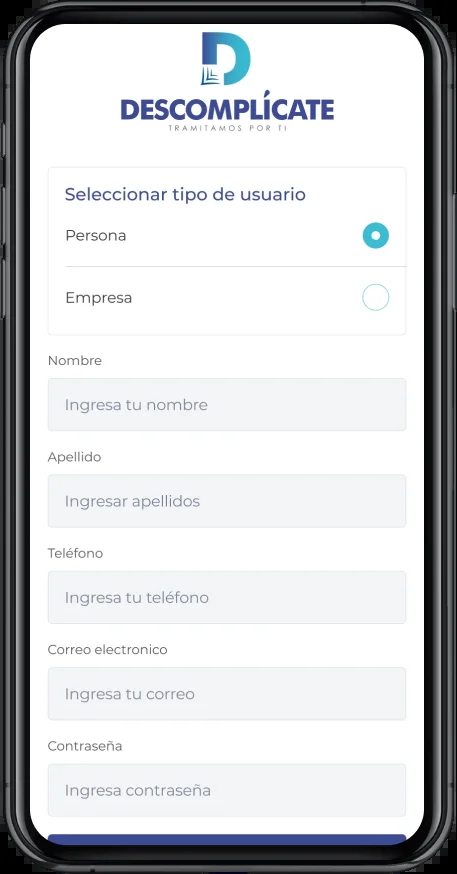 DESCOMPLÍCATE
TRAMITAMOS POR TI
Seleccionar tipo de usuario
Persona
Empresa
Nombre
Ingresa tu nombre
Apellido
Ingresar apellidos
Teléfono
Ingresa tu teléfono
Correo electronico
Ingresa tu correo
Contraseña
Ingresa contraseña